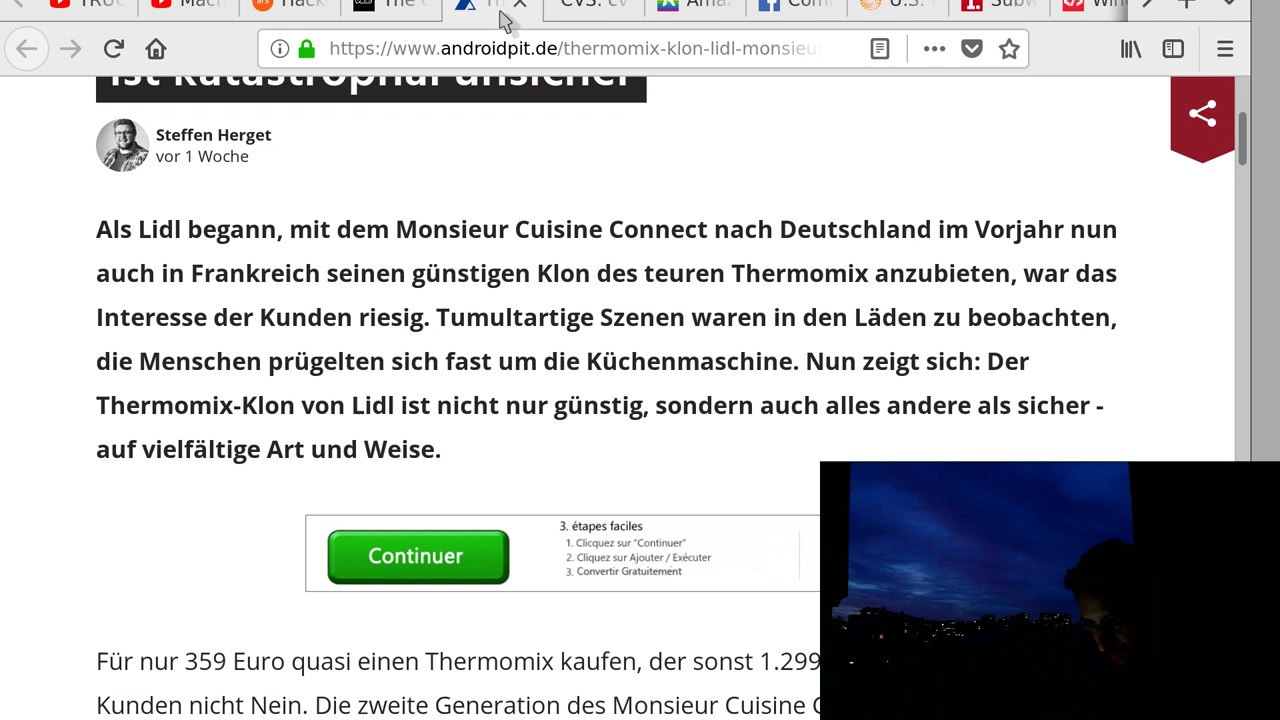 https://www.androidpit.de/thermomix-klon-lidl-monsieu
ist katastrophal unsicher
Steffen Herget
vor 1 Woche
Als Lidl begann, mit dem Monsieur Cuisine Connect nach Deutschland im Vorjahr nun
auch in Frankreich seinen günstigen Klon des teuren Thermomix anzubieten, war das
Interesse der Kunden riesig. Tumultartige Szenen waren in den Läden zu beobachten,
die Menschen prügelten sich fast um die Küchenmaschine. Nun zeigt sich: Der
Thermomix-Klon von Lidl ist nicht nur günstig, sondern auch alles andere als sicher -
auf vielfältige Art und Weise.
Continuer
3. étapes faciles
1. Clicquez sur "Continuer"
2. Cliquez sur Ajouter / Exécuter
3. Convertir Gratuitement
Für nur 359 Euro quasi einen Thermomix kaufen, der sonst 1.299
Kunden nicht Nein. Die zweite Generation des Monsieur Cuisine